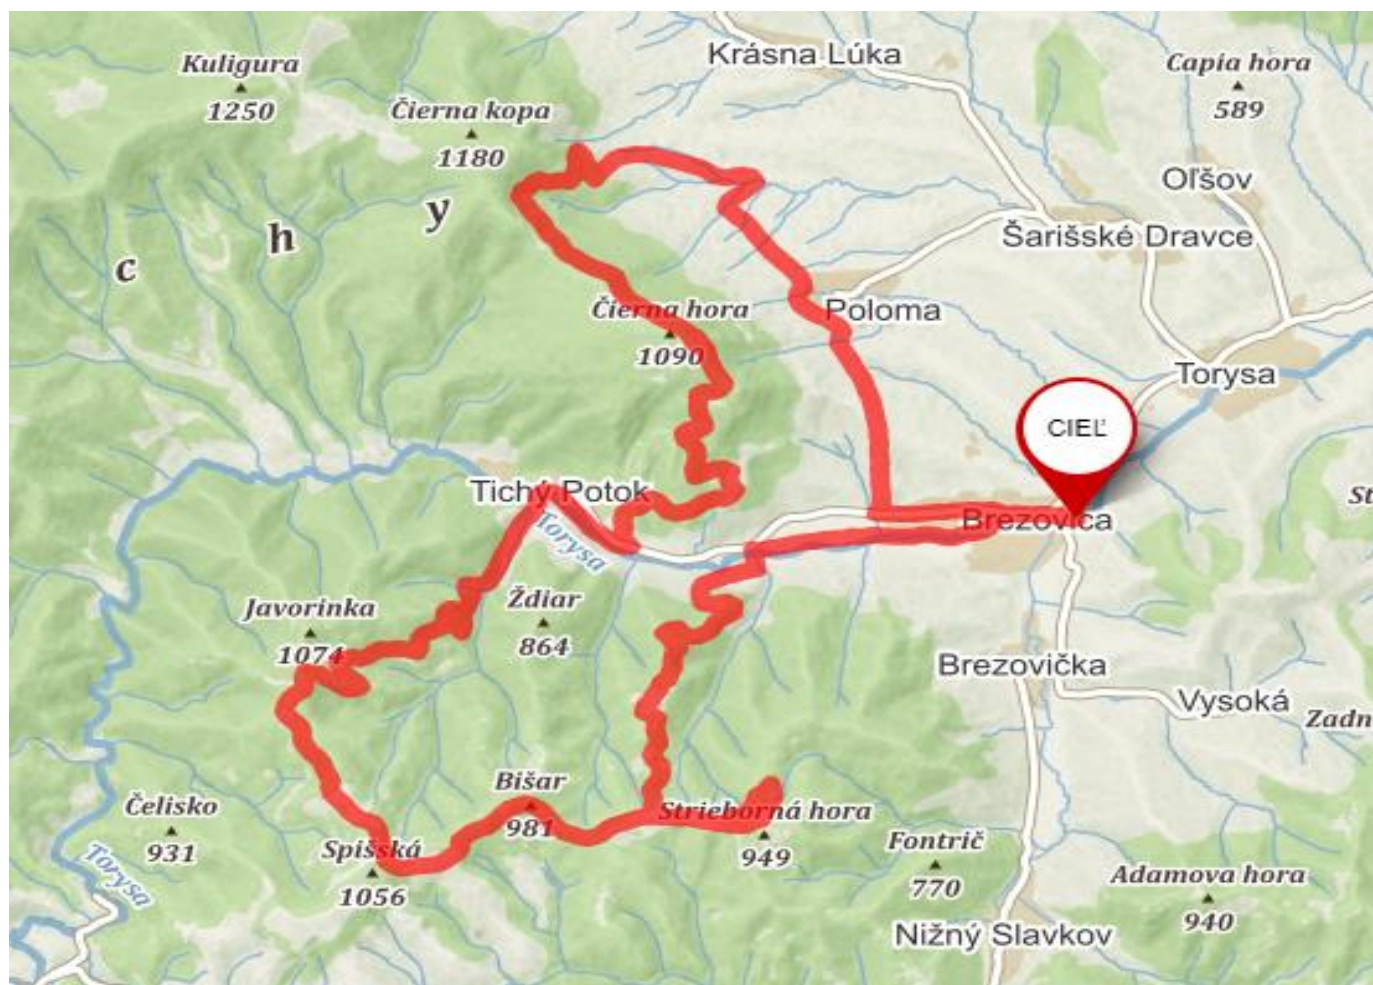 Krásna Lúka
Kuligura
1250
Capia hora
589
Čierna kopa
1180
Oľšov
y
h
c
Šarišské Dravce
Čierna hora
1090
Poloma
Torysa
CIEĽ
Tichý Potok
St
Brezovica
Torysa
Javorinka
1074
Ždiar
864
Brezovička
Vysoká
Zadn
Bišar
981
Čelisko
931
Strieborná hora
949
Spišská
1056
Fontrič
770
Torysa
Adamova hora
940
Nižný Slavkov